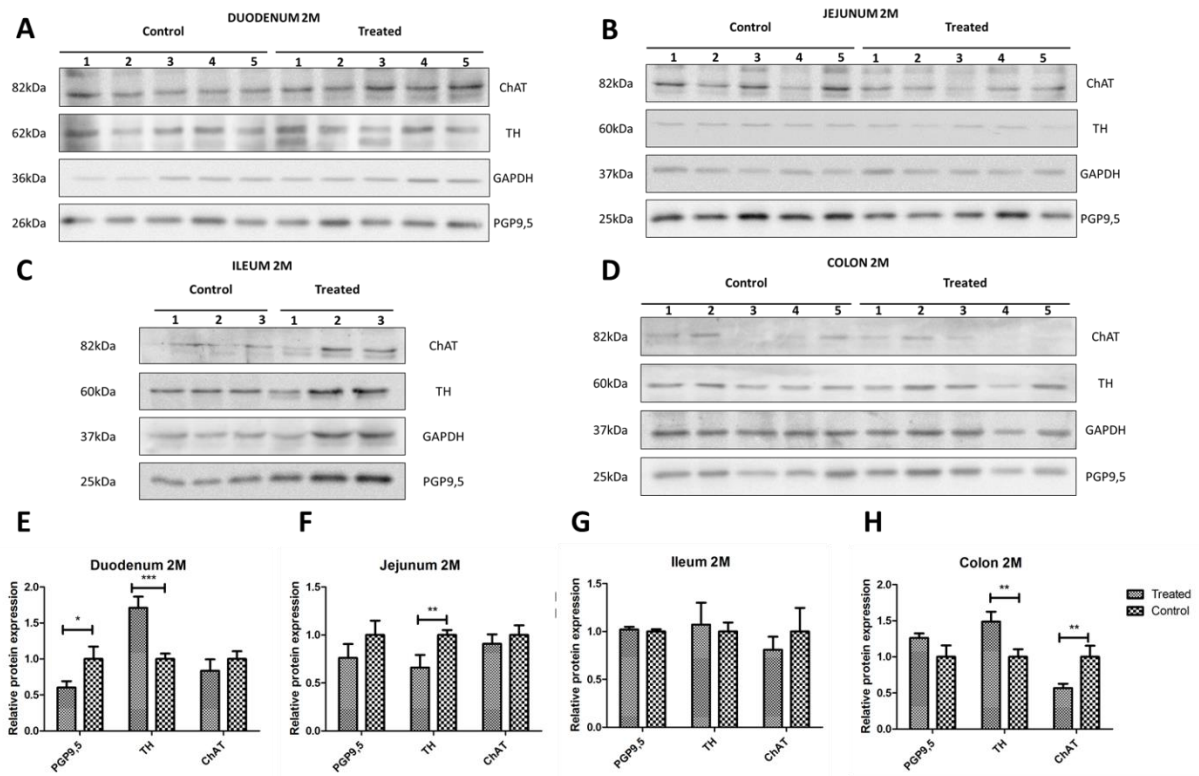 A
DUODENUM 2M
Control Treated
1 2 3 4 5 1 2 3 4 5
82kDa ChAT
62kDa TH
36kDa GAPDH
26kDa PGP9,5
B
JEJUNUM 2M
Control Treated
1 2 3 4 5 1 2 3 4 5
82kDa ChAT
60kDa TH
37kDa GAPDH
25kDa PGP9,5
C
ILEUM 2M
Control Treated
1 2 3 1 2 3
82kDa ChAT
60kDa TH
37kDa GAPDH
25kDa PGP9,5
D
COLON 2M
Control Treated
1 2 3 4 5 1 2 3 4 5
82kDa ChAT
60kDa TH
37kDa GAPDH
25kDa PGP9,5
E
Duodenum 2M
Relative protein expression
2.0
1.5
1.0
0.5
0.0
* ***
PGP9,5 TH ChAT
F
Jejunum 2M
Relative protein expression
1.5
1.0
0.5
0.0
**
PGP9,5 TH ChAT
G
Ileum 2M
Relative protein expression
1.5
1.0
0.5
0.0
PGP9,5 TH ChAT
H
Colon 2M
Relative protein expression
2.0
1.5
1.0
0.5
0.0
** **
PGP9,5 TH ChAT
Treated
Control